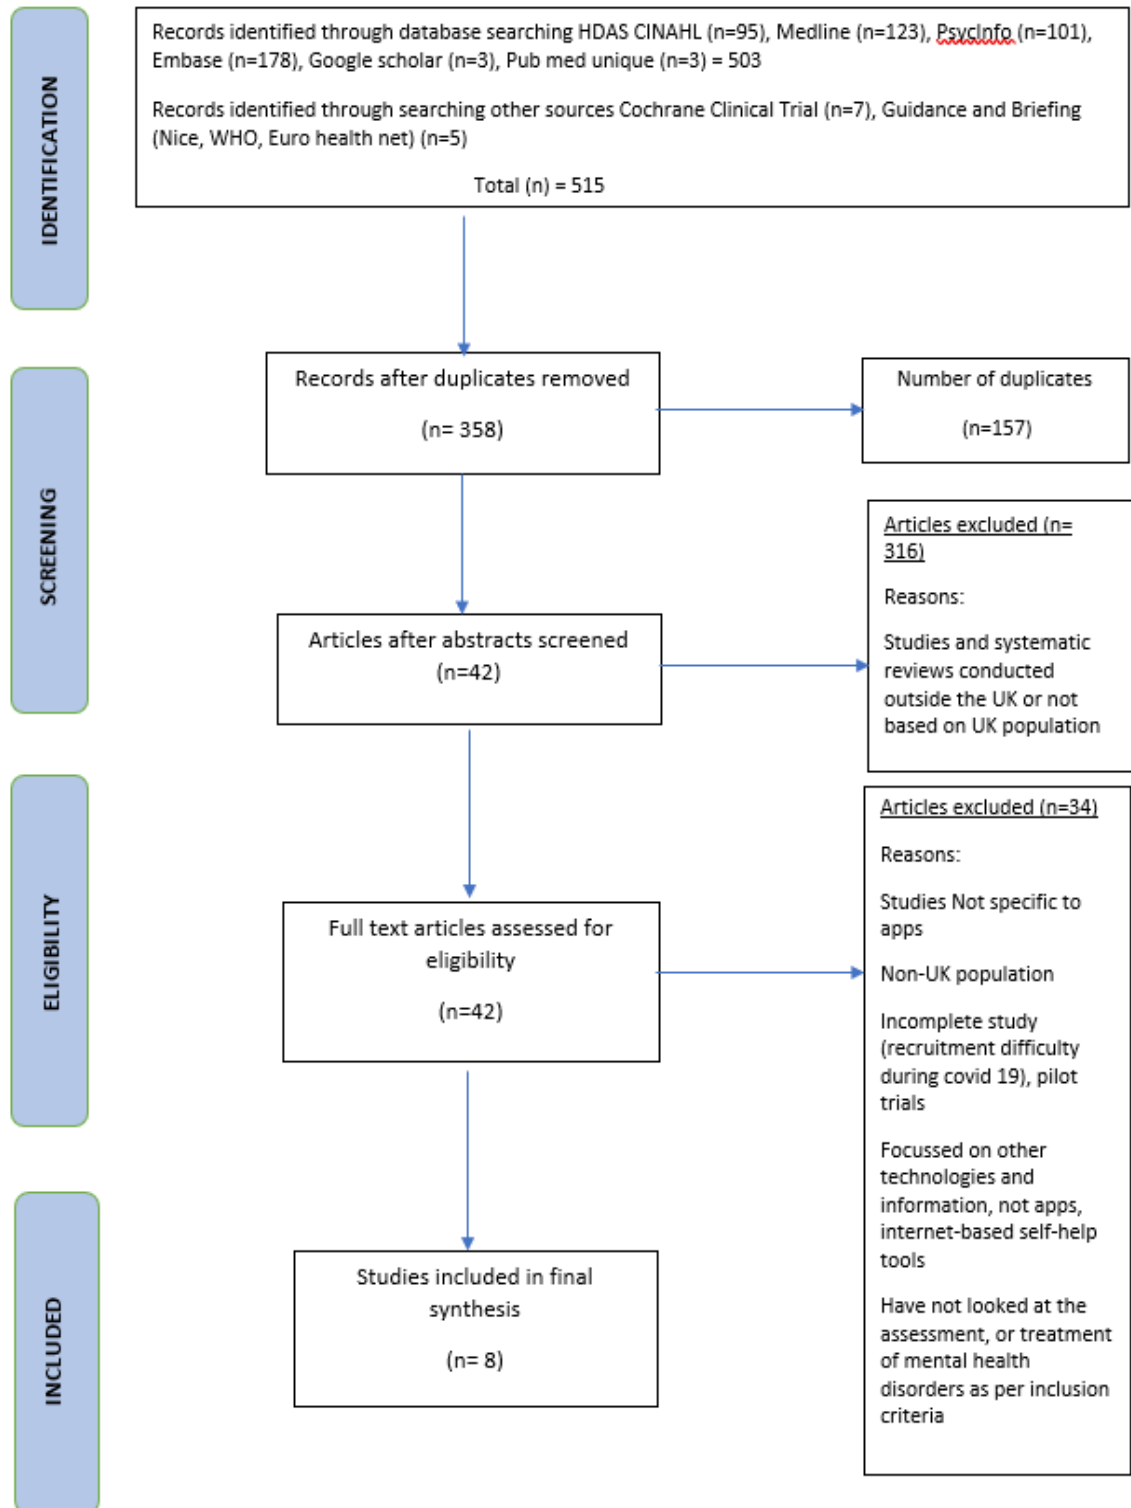 IDENTIFICATION
Records identified through database searching HDAS CINAHL (n=95), Medline (n=123), PsycInfo (n=101),
Embase (n=178), Google scholar (n=3), Pub med unique (n=3) = 503
Records identified through searching other sources Cochrane Clinical Trial (n=7), Guidance and Briefing
(Nice, WHO, Euro health net) (n=5)
Total (n) = 515
SCREENING
Records after duplicates removed
(n= 358)
Number of duplicates
(n=157)
Articles after abstracts screened
(n=42)
Articles excluded (n=
316)
Reasons:
Studies and systematic
reviews conducted
outside the UK or not
based on UK population
ELIGIBILITY
Full text articles assessed for
eligibility
(n=42)
Articles excluded (n=34)
Reasons:
Studies Not specific to
apps
Non-UK population
Incomplete study
(recruitment difficulty
during covid 19), pilot
trials
Focussed on other
technologies and
information, not apps,
internet-based self-help
tools
Have not looked at the
assessment, or treatment
of mental health
disorders as per inclusion
criteria
INCLUDED
Studies included in final
synthesis
(n= 8)